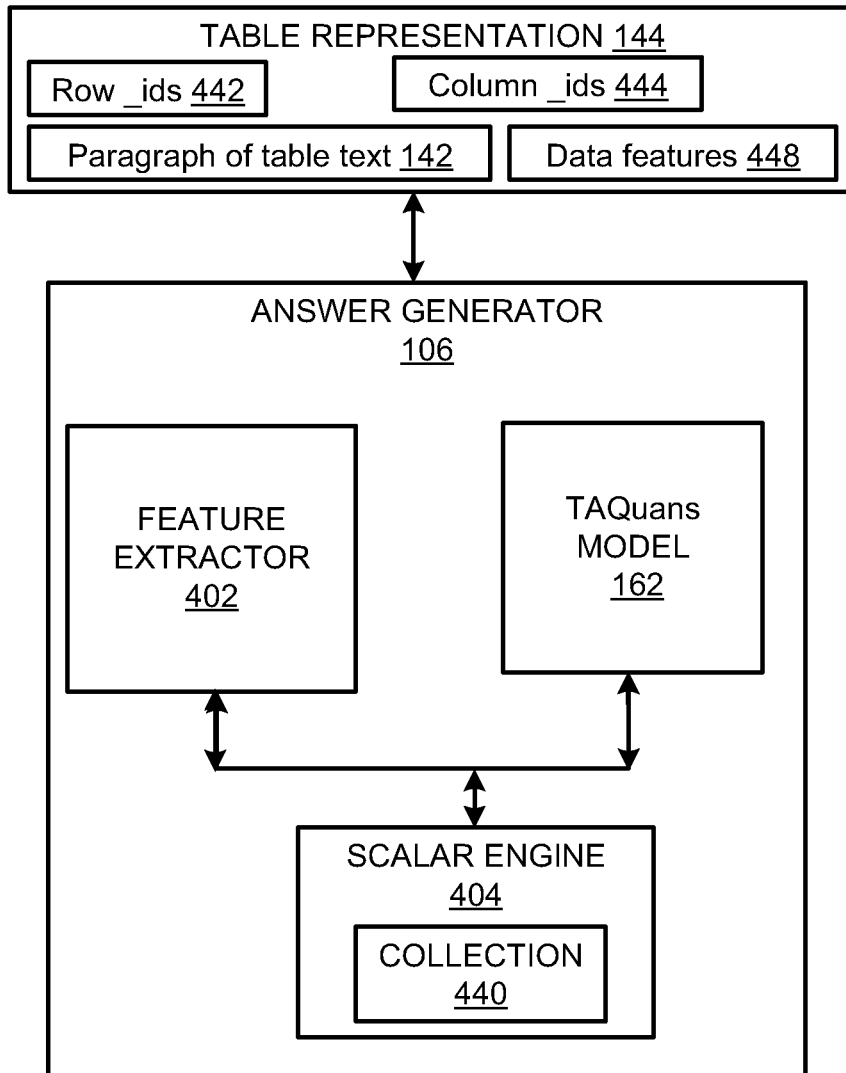 TABLE REPRESENTATION 144
Row _ids 442
Column _ids 444
Paragraph of table text 142
Data features 448
ANSWER GENERATOR
106
FEATURE
EXTRACTOR
402
TAQuans
MODEL
162
SCALAR ENGINE
404
COLLECTION
440